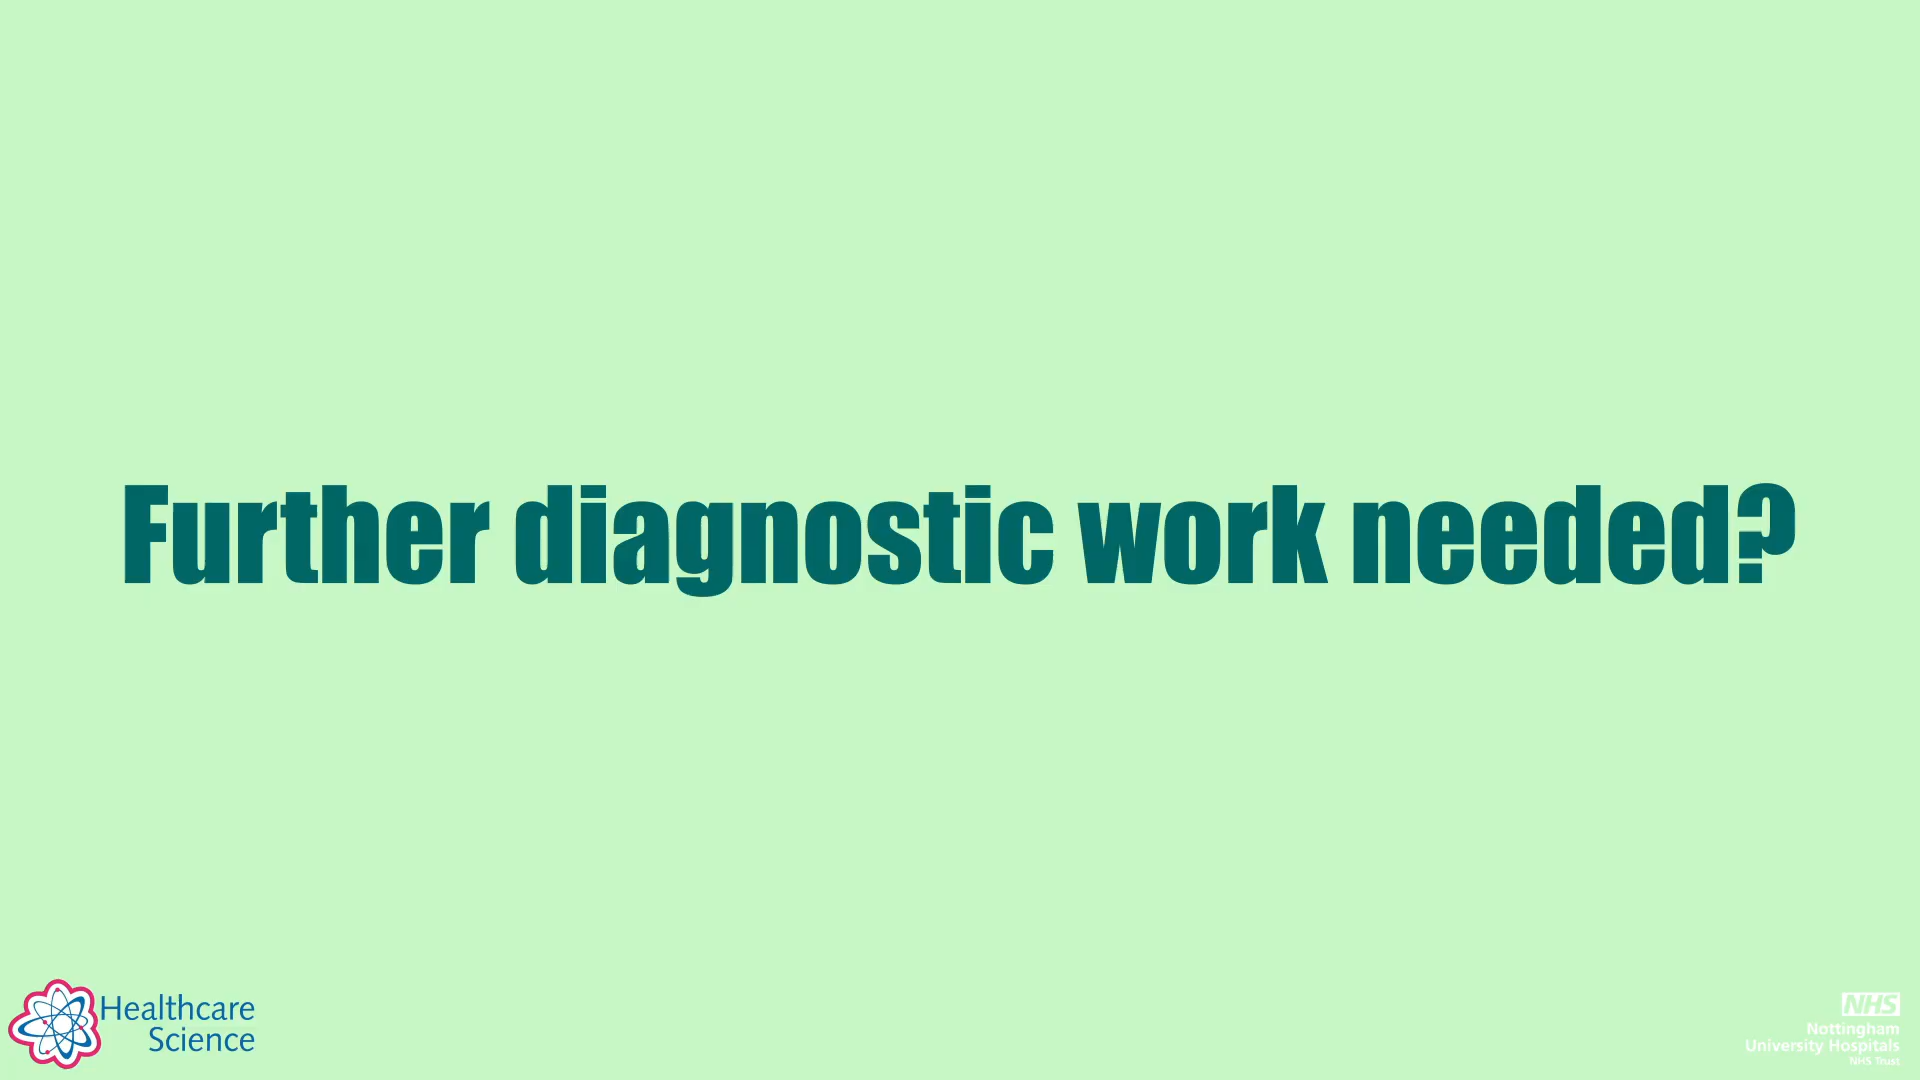 Further diagnostic work needed?
Healthcare
Science
NHS
Nottingham
University Hospitals
NHS Trust